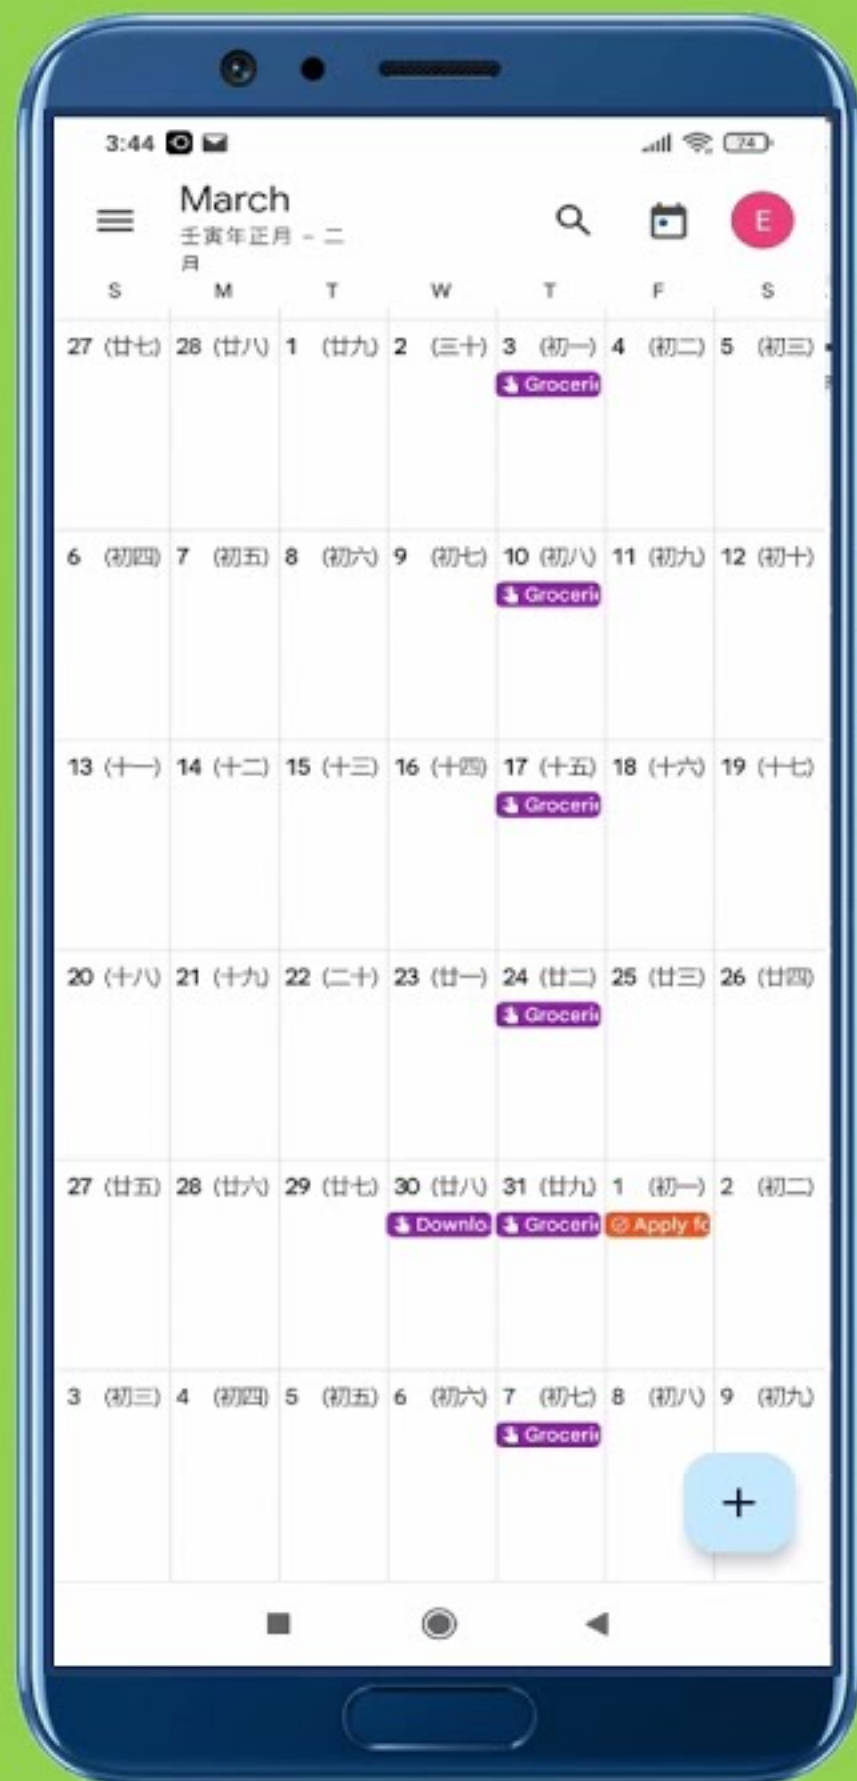 3:44 74
March
壬寅年正月 - 二
月
E
S M T W T F S
27 (廿七) 28 (廿八) 1 (廿九) 2 (三十) 3 (初一) 4 (初二) 5 (初三)
Groceri
6 (初四) 7 (初五) 8 (初六) 9 (初七) 10 (初八) 11 (初九) 12 (初十)
Groceri
13 (十一) 14 (十二) 15 (十三) 16 (十四) 17 (十五) 18 (十六) 19 (十七)
Groceri
20 (十八) 21 (十九) 22 (二十) 23 (廿一) 24 (廿二) 25 (廿三) 26 (廿四)
Groceri
27 (廿五) 28 (廿六) 29 (廿七) 30 (廿八) 31 (廿九) 1 (初一) 2 (初二)
Downlo Groceri Apply fo
3 (初三) 4 (初四) 5 (初五) 6 (初六) 7 (初七) 8 (初八) 9 (初九)
Groceri
+